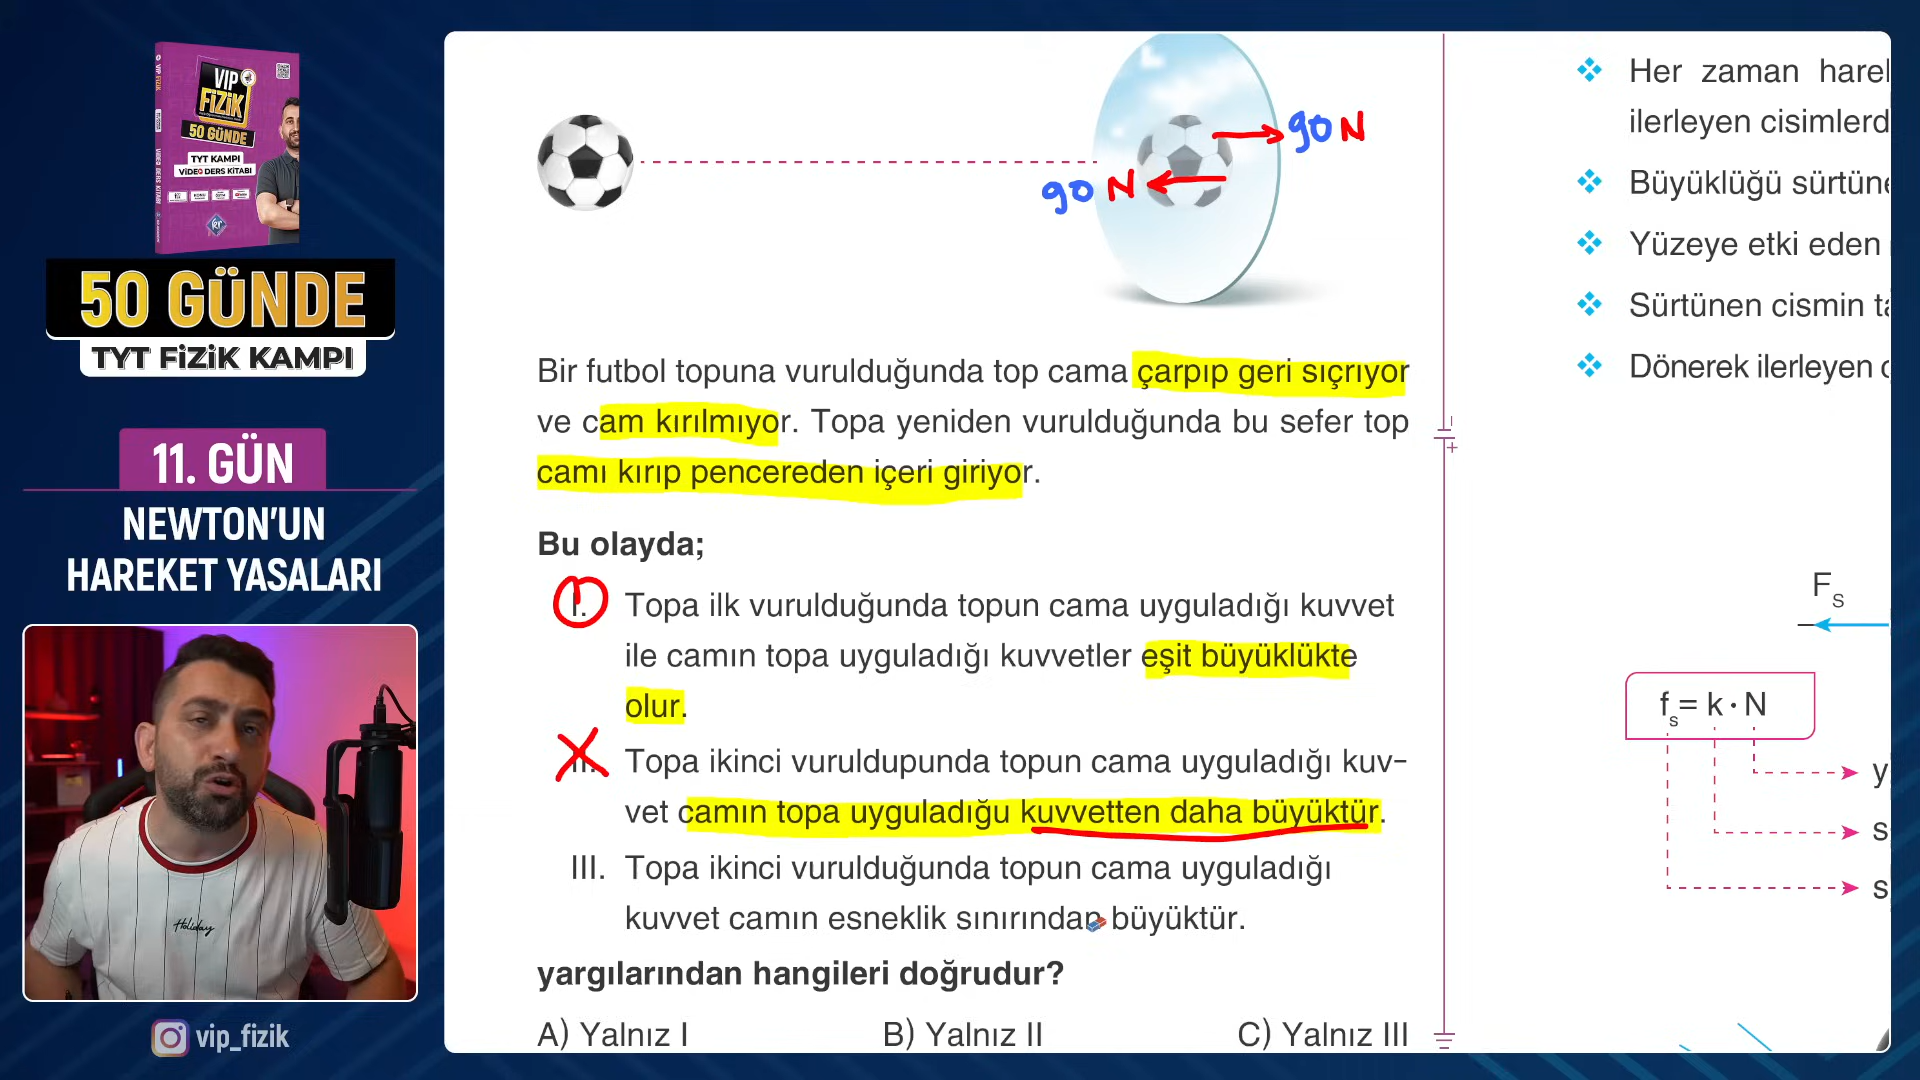 VIP
FİZİK
50 GÜNDE
TYT KAMPI
VİDEO DERS KİTABI
50 GÜNDE
TYT FİZİK KAMPI
11. GÜN
NEWTON'UN
HAREKET YASALARI
Holiday
vip_fizik
90 N
90 N
Bir futbol topuna vurulduğunda top cama çarpıp geri sıçrıyor
ve cam kırılmıyor. Topa yeniden vurulduğunda bu sefer top
camı kırıp pencereden içeri giriyor.
Bu olayda;
I. Topa ilk vurulduğunda topun cama uyguladığı kuvvet
ile camın topa uyguladığı kuvvetler eşit büyüklükte
olur.
II. Topa ikinci vuruldupunda topun cama uyguladığı kuv-
vet camın topa uyguladığu kuvvetten daha büyüktür.
III. Topa ikinci vurulduğunda topun cama uyguladığı
kuvvet camın esneklik sınırından büyüktür.
yargılarından hangileri doğrudur?
A) Yalnız I B) Yalnız II C) Yalnız III
Her zaman harel
ilerleyen cisimlerd
Büyüklüğü sürtüne
Yüzeye etki eden
Sürtünen cismin ta
Dönerek ilerleyen c
Fs
fs= k · N
y
s
s